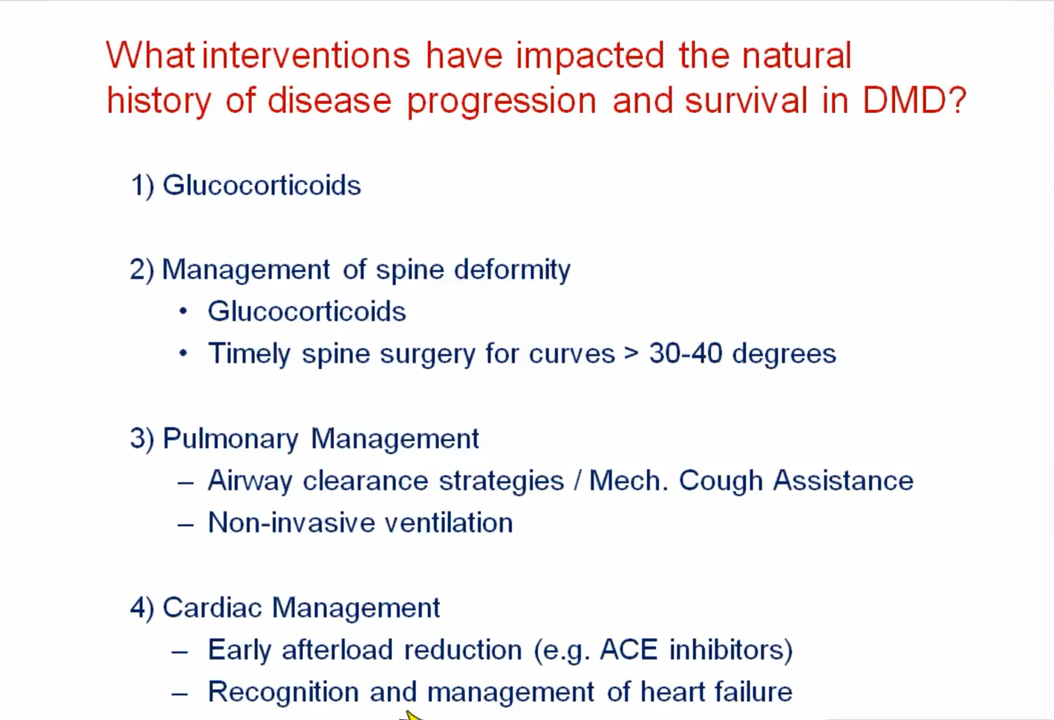 What interventions have impacted the natural
history of disease progression and survival in DMD?
1) Glucocorticoids
2) Management of spine deformity
• Glucocorticoids
• Timely spine surgery for curves > 30-40 degrees
3) Pulmonary Management
– Airway clearance strategies / Mech. Cough Assistance
– Non-invasive ventilation
4) Cardiac Management
– Early afterload reduction (e.g. ACE inhibitors)
– Recognition and management of heart failure